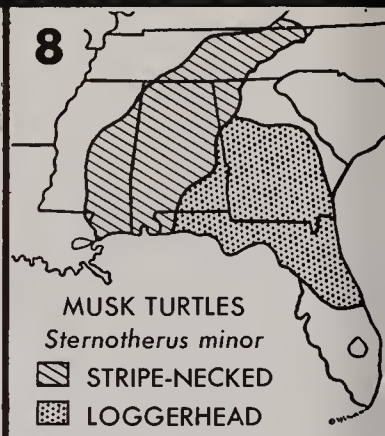 8
MUSK TURTLES
Sternotherus minor
STRIPE-NECKED
LOGGERHEAD